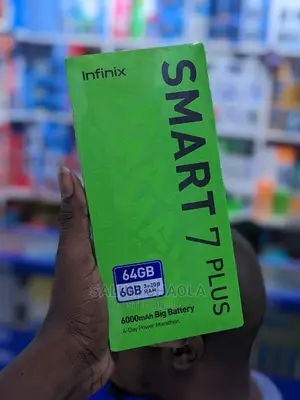 Infinix
SMART 7 PLUS
64GB
6GB
3+3GB
RAM
6000mAh Big Battery
4-Day Power Marathon